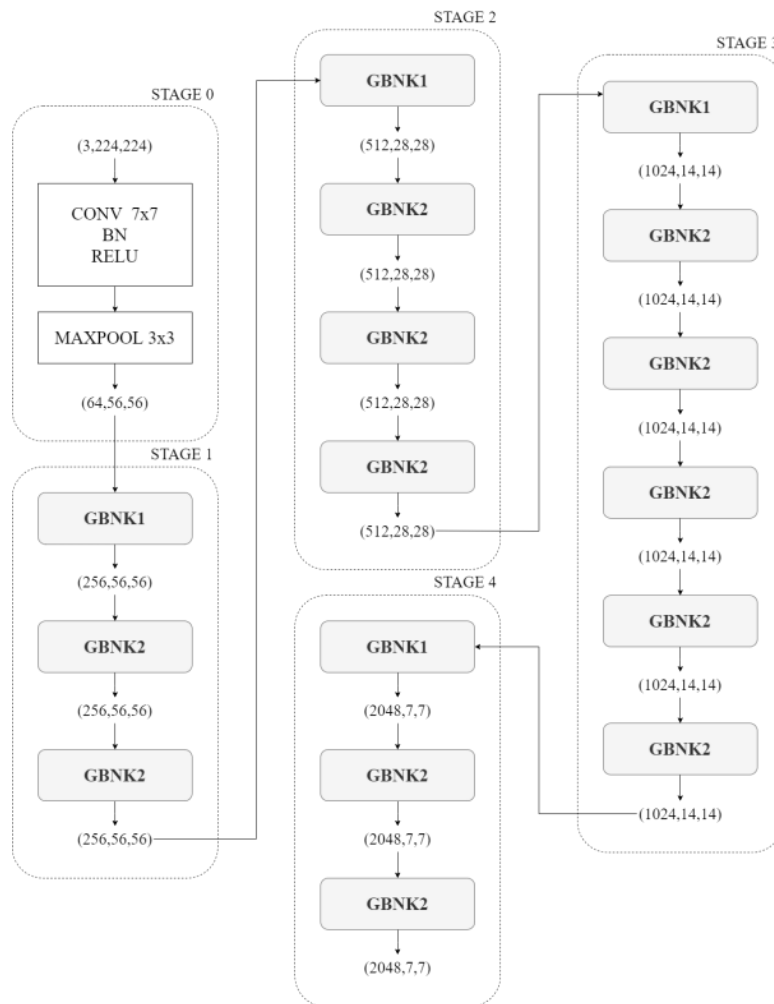 STAGE 0
(3,224,224)
CONV 7x7
BN
RELU
MAXPOOL 3x3
(64,56,56)
STAGE 1
GBNK1
(256,56,56)
GBNK2
(256,56,56)
GBNK2
(256,56,56)
STAGE 2
GBNK1
(512,28,28)
GBNK2
(512,28,28)
GBNK2
(512,28,28)
GBNK2
(512,28,28)
STAGE 3
GBNK1
(1024,14,14)
GBNK2
(1024,14,14)
GBNK2
(1024,14,14)
GBNK2
(1024,14,14)
GBNK2
(1024,14,14)
GBNK2
(1024,14,14)
STAGE 4
GBNK1
(2048,7,7)
GBNK2
(2048,7,7)
GBNK2
(2048,7,7)